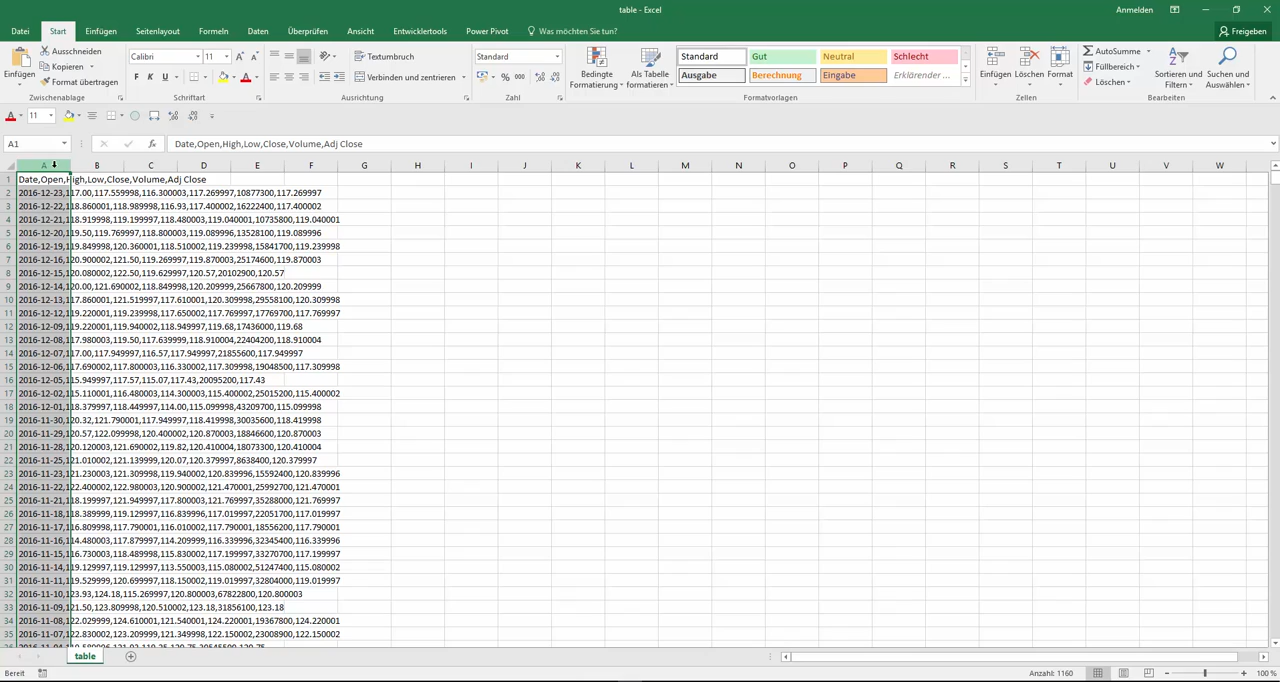 table - Excel
Anmelden
Datei Start Einfügen Seitenlayout Formeln Daten Überprüfen Ansicht Entwicklertools Power Pivot Was möchten Sie tun? Freigeben
Einfügen
Ausschneiden
Kopieren
Format übertragen
Zwischenablage
Calibri 11
F K U
Schriftart
Textumbruch
Verbinden und zentrieren
Ausrichtung
Standard
% 000
Zahl
Bedingte Formatierung
Als Tabelle formatieren
Standard Gut Neutral Schlecht
Ausgabe Berechnung Eingabe Erklärender ...
Formatvorlagen
Einfügen Löschen Format
Zellen
AutoSumme
Füllbereich
Löschen
Sortieren und Filtern
Suchen und Auswählen
Bearbeiten
11
A1 Date,Open,High,Low,Close,Volume,Adj Close
A B C D E F G H I J K L M N O P Q R S T U V W
1 Date,Open,High,Low,Close,Volume,Adj Close
2 2016-12-23,117.00,117.559998,116.300003,117.269997,10877300,117.269997
3 2016-12-22,118.860001,118.989998,116.93,117.400002,16222400,117.400002
4 2016-12-21,118.919998,119.199997,118.480003,119.040001,10735800,119.040001
5 2016-12-20,119.50,119.769997,118.800003,119.089996,13528100,119.089996
6 2016-12-19,119.849998,120.360001,118.510002,119.239998,15841700,119.239998
7 2016-12-16,120.900002,121.50,119.269997,119.870003,25174600,119.870003
8 2016-12-15,120.080002,122.50,119.629997,120.57,20102900,120.57
9 2016-12-14,120.00,121.690002,118.849998,120.209999,25667800,120.209999
10 2016-12-13,117.860001,121.519997,117.610001,120.309998,29558100,120.309998
11 2016-12-12,119.220001,119.239998,117.650002,117.769997,17769700,117.769997
12 2016-12-09,119.220001,119.940002,118.949997,119.68,17436000,119.68
13 2016-12-08,117.980003,119.50,117.639999,118.910004,22404200,118.910004
14 2016-12-07,117.00,117.949997,116.57,117.949997,21855600,117.949997
15 2016-12-06,117.690002,117.800003,116.330002,117.309998,19048500,117.309998
16 2016-12-05,115.949997,117.57,115.07,117.43,20095200,117.43
17 2016-12-02,115.110001,116.480003,114.300003,115.400002,25015200,115.400002
18 2016-12-01,118.379997,118.449997,114.00,115.099998,43209700,115.099998
19 2016-11-30,120.32,121.790001,117.949997,118.419998,30035600,118.419998
20 2016-11-29,120.57,122.099998,120.400002,120.870003,18846600,120.870003
21 2016-11-28,120.120003,121.690002,119.82,120.410004,18073300,120.410004
22 2016-11-25,121.010002,121.139999,120.07,120.379997,8638400,120.379997
23 2016-11-23,121.230003,121.309998,119.940002,120.839996,15592400,120.839996
24 2016-11-22,122.400002,122.980003,120.900002,121.470001,25992700,121.470001
25 2016-11-21,118.199997,121.949997,117.800003,121.769997,35288000,121.769997
26 2016-11-18,118.389999,119.129997,116.839996,117.019997,22051700,117.019997
27 2016-11-17,116.809998,117.790001,116.010002,117.790001,18556200,117.790001
28 2016-11-16,114.480003,117.879997,114.209999,116.339996,32345400,116.339996
29 2016-11-15,116.730003,118.489998,115.830002,117.199997,33270700,117.199997
30 2016-11-14,119.129997,119.129997,113.550003,115.080002,51247400,115.080002
31 2016-11-11,119.529999,120.699997,118.150002,119.019997,32804000,119.019997
32 2016-11-10,123.93,124.18,115.269997,120.800003,67822800,120.800003
33 2016-11-09,121.50,123.809998,120.510002,123.18,31856100,123.18
34 2016-11-08,122.029999,124.610001,121.540001,124.220001,19367800,124.220001
35 2016-11-07,122.830002,123.209999,121.349998,122.150002,23008900,122.150002
table
Bereit Anzahl: 1160 100 %